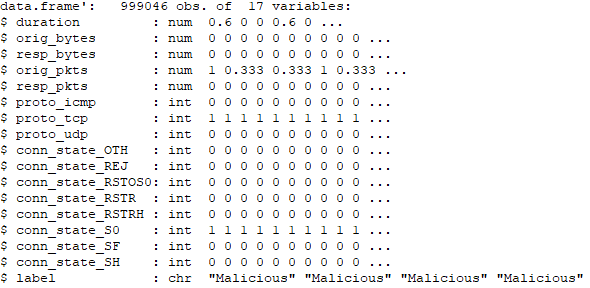 data.frame':   999046 obs. of  17 variables:
$ duration         : num  0.6 0 0 0.6 0 ...
$ orig_bytes       : num  0 0 0 0 0 0 0 0 0 0 ...
$ resp_bytes       : num  0 0 0 0 0 0 0 0 0 0 ...
$ orig_pkts        : num  1 0.333 0.333 1 0.333 ...
$ resp_pkts        : num  0 0 0 0 0 0 0 0 0 0 ...
$ proto_icmp       : int  0 0 0 0 0 0 0 0 0 0 ...
$ proto_tcp        : int  1 1 1 1 1 1 1 1 1 1 ...
$ proto_udp        : int  0 0 0 0 0 0 0 0 0 0 ...
$ conn_state_OTH   : int  0 0 0 0 0 0 0 0 0 0 ...
$ conn_state_REJ   : int  0 0 0 0 0 0 0 0 0 0 ...
$ conn_state_RSTOS0: int  0 0 0 0 0 0 0 0 0 0 ...
$ conn_state_RSTR  : int  0 0 0 0 0 0 0 0 0 0 ...
$ conn_state_RSTRH : int  0 0 0 0 0 0 0 0 0 0 ...
$ conn_state_S0    : int  1 1 1 1 1 1 1 1 1 1 ...
$ conn_state_SF    : int  0 0 0 0 0 0 0 0 0 0 ...
$ conn_state_SH    : int  0 0 0 0 0 0 0 0 0 0 ...
$ label            : chr  "Malicious" "Malicious" "Malicious" "Malicious"